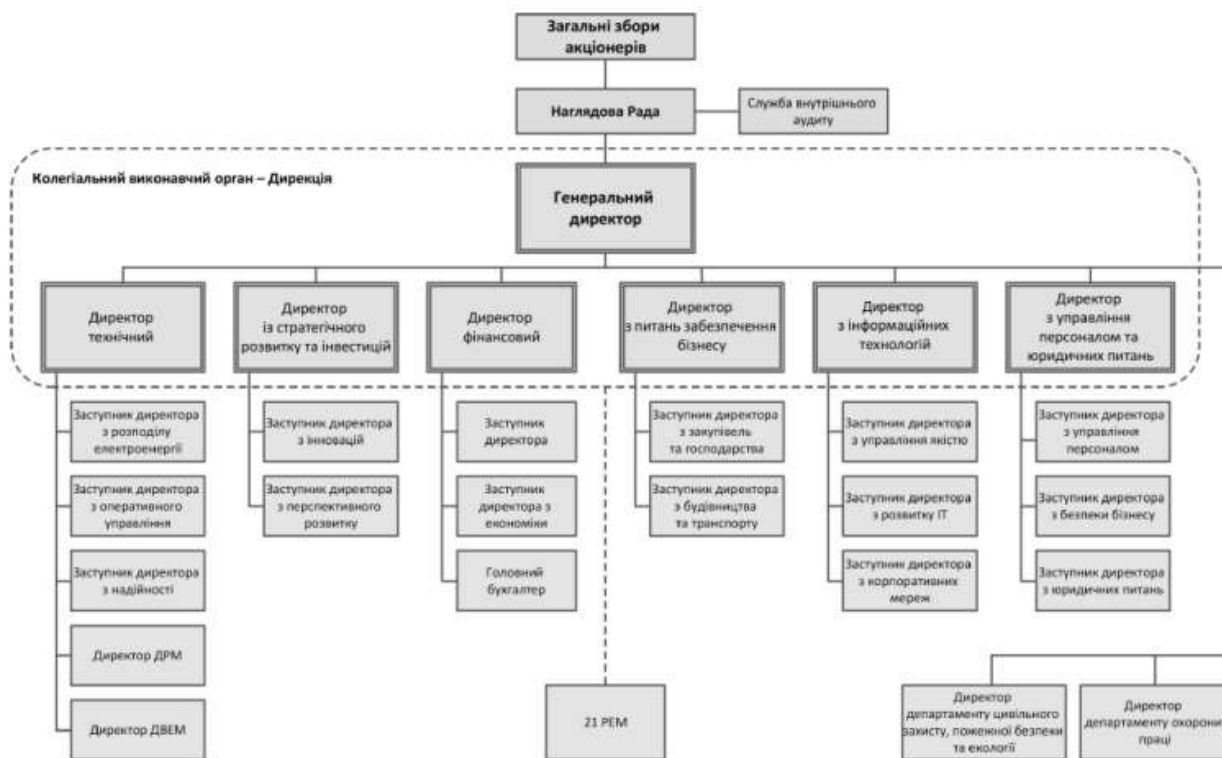 Загальні збори
акціонерів
Наглядова Рада
Служба внутрішнього
аудиту
Колегіальний виконавчий орган – Дирекція
Генеральний
директор
Директор
технічний
Директор
із стратегічного
розвитку та інвестицій
Директор
фінансовий
Директор
з питань забезпечення
бізнесу
Директор
з інформаційних
технологій
Директор
з управління
персоналом та
юридичних питань
Заступник директора
з розподілу
електроенергії
Заступник директора
з інновацій
Заступник
директора
Заступник директора
з закупівель
та господарства
Заступник директора
з управління якістю
Заступник директора
з управління
персоналом
Заступник директора
з оперативного
управління
Заступник директора
з перспективного
розвитку
Заступник
директора з
економіки
Заступник директора
з будівництва
та транспорту
Заступник директора
з розвитку ІТ
Заступник директора
з безпеки бізнесу
Заступник директора
з надійності
Головний
бухгалтер
Заступник директора
з корпоративних
мереж
Заступник директора
з юридичних питань
Директор ДРМ
Директор ДВЕМ
21 РЕМ
Директор
департаменту цивільного
захисту, пожежної безпеки
та екології
Директор
департаменту охорони
праці